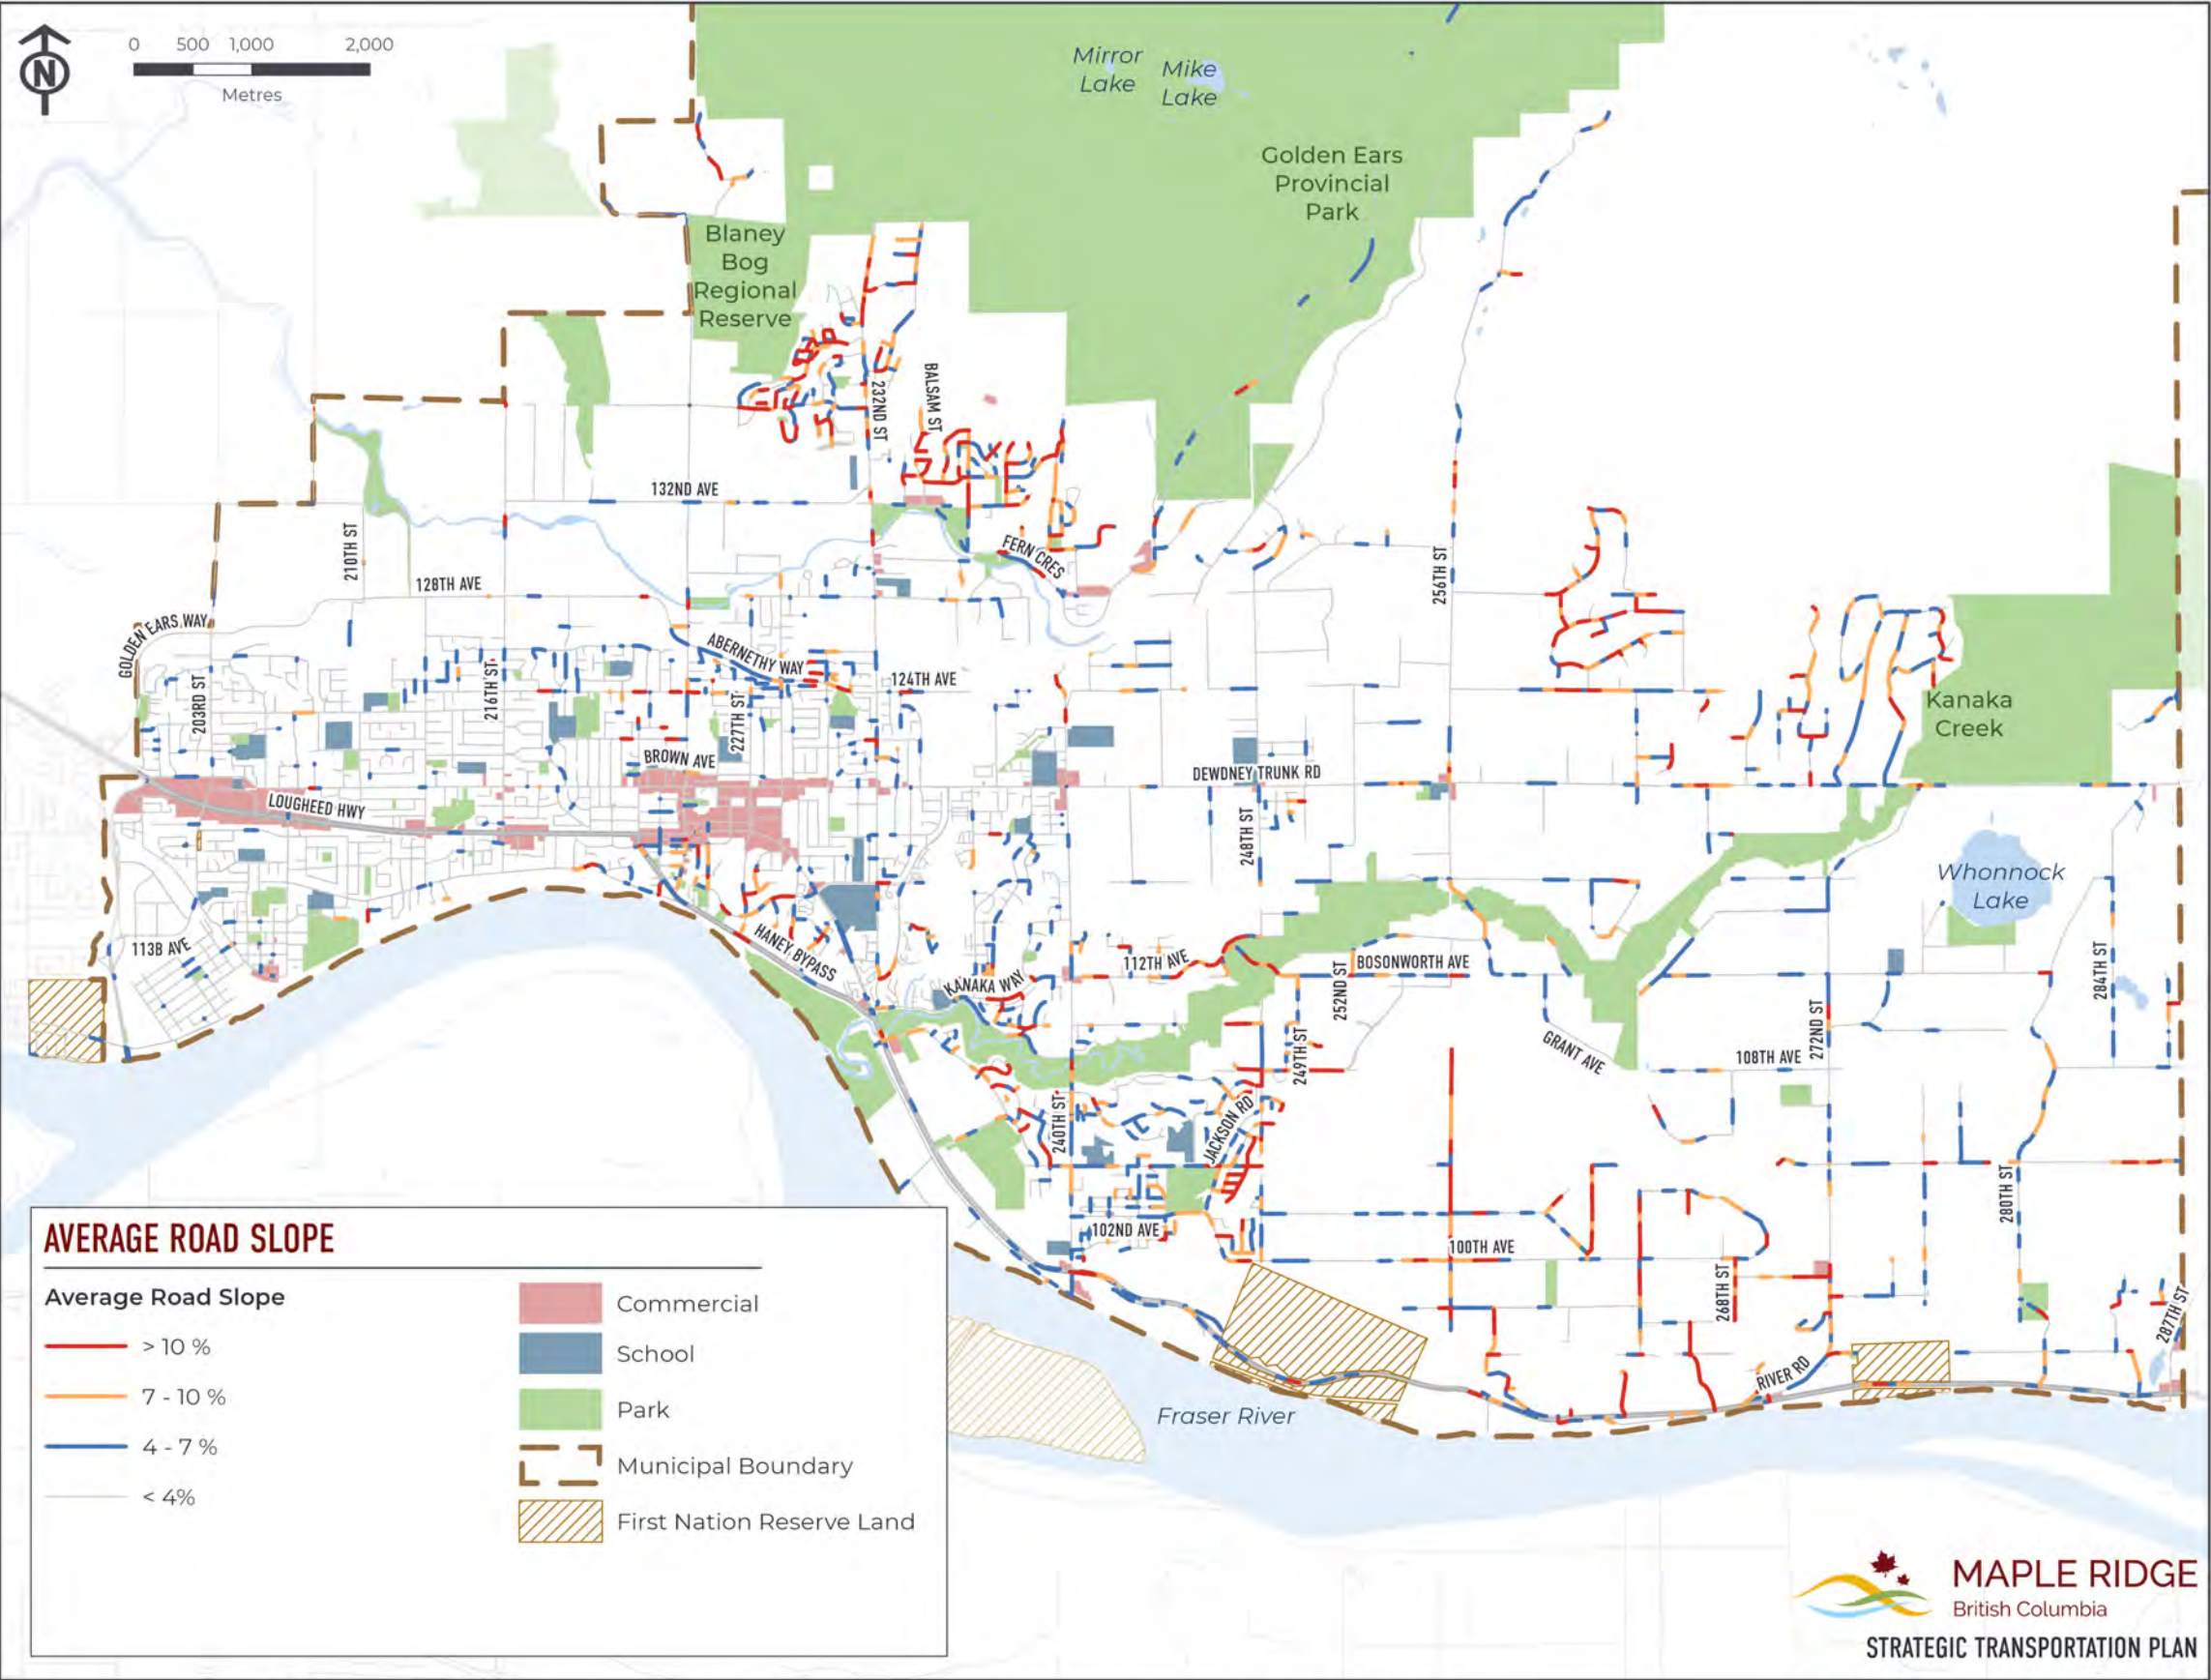 0 500 1,000 2,000
Metres
N
Mirror
Lake
Mike
Lake
Golden Ears
Provincial
Park
Blaney
Bog
Regional
Reserve
BALSAM ST
232ND ST
132ND AVE
210TH ST
FERN CRES
128TH AVE
256TH ST
GOLDEN EARS WAY
ABERNETHY WAY
124TH AVE
203RD ST
216TH ST
227TH ST
Kanaka
Creek
BROWN AVE
DEWDNEY TRUNK RD
LOUGHEED HWY
248TH ST
Whonnock
Lake
113B AVE
HANEY BYPASS
112TH AVE
BOSONWORTH AVE
KANAKA WAY
252ND ST
284TH ST
272ND ST
249TH ST
GRANT AVE
108TH AVE
240TH ST
JACKSON RD
280TH ST
102ND AVE
100TH AVE
268TH ST
287TH ST
RIVER RD
Fraser River
AVERAGE ROAD SLOPE
Average Road Slope
> 10 %
7 - 10 %
4 - 7 %
< 4%
Commercial
School
Park
Municipal Boundary
First Nation Reserve Land
MAPLE RIDGE
British Columbia
STRATEGIC TRANSPORTATION PLAN